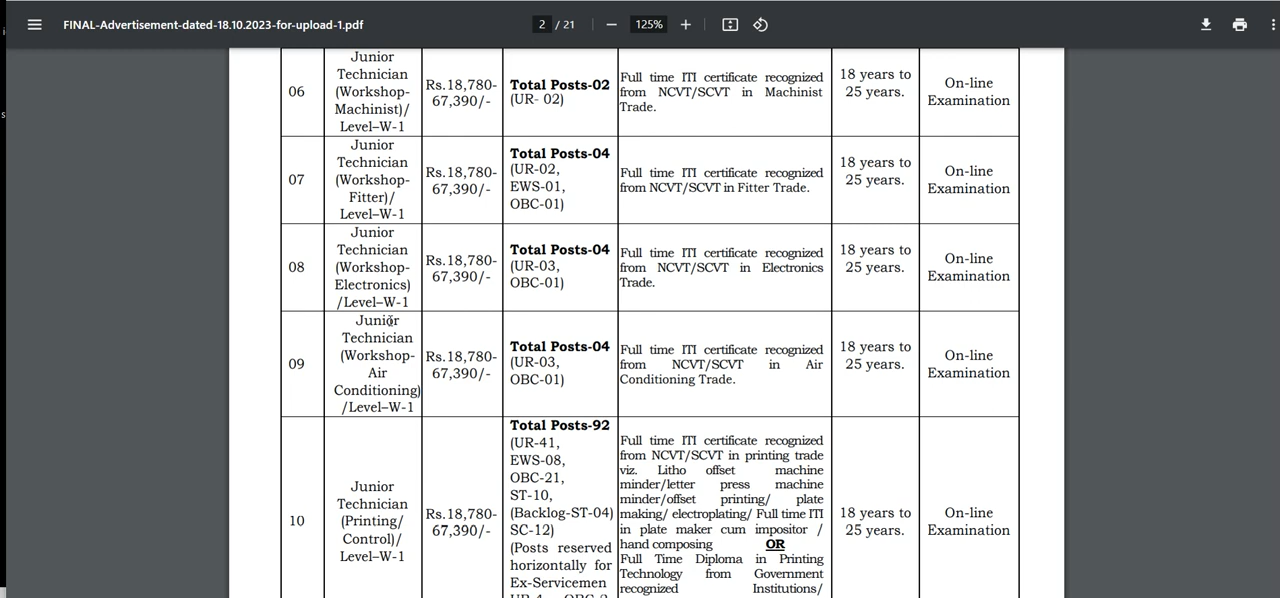 FINAL-Advertisement-dated-18.10.2023-for-upload-1.pdf
2 / 21
125%
06
Junior
Technician
(Workshop-
Machinist)/
Level–W-1
Rs.18,780-
67,390/-
Total Posts-02
(UR- 02)
Full time ITI certificate recognized
from NCVT/SCVT in Machinist
Trade.
18 years to
25 years.
On-line
Examination
07
Junior
Technician
(Workshop-
Fitter)/
Level–W-1
Rs.18,780-
67,390/-
Total Posts-04
(UR-02,
EWS-01,
OBC-01)
Full time ITI certificate recognized
from NCVT/SCVT in Fitter Trade.
18 years to
25 years.
On-line
Examination
08
Junior
Technician
(Workshop-
Electronics)
/Level–W-1
Rs.18,780-
67,390/-
Total Posts-04
(UR-03,
OBC-01)
Full time ITI certificate recognized
from NCVT/SCVT in Electronics
Trade.
18 years to
25 years.
On-line
Examination
09
Junior
Technician
(Workshop-
Air
Conditioning)
/Level–W-1
Rs.18,780-
67,390/-
Total Posts-04
(UR-03,
OBC-01)
Full time ITI certificate recognized
from NCVT/SCVT in Air
Conditioning Trade.
18 years to
25 years.
On-line
Examination
10
Junior
Technician
(Printing/
Control)/
Level–W-1
Rs.18,780-
67,390/-
Total Posts-92
(UR-41,
EWS-08,
OBC-21,
ST-10,
(Backlog-ST-04)
SC-12)
(Posts reserved
horizontally for
Ex-Servicemen
Full time ITI certificate recognized
from NCVT/SCVT in printing trade
viz. Litho offset machine
minder/letter press machine
minder/offset printing/ plate
making/ electroplating/ Full time ITI
in plate maker cum impositor /
hand composing OR
Full Time Diploma in Printing
Technology from Government
recognized Institutions/
18 years to
25 years.
On-line
Examination